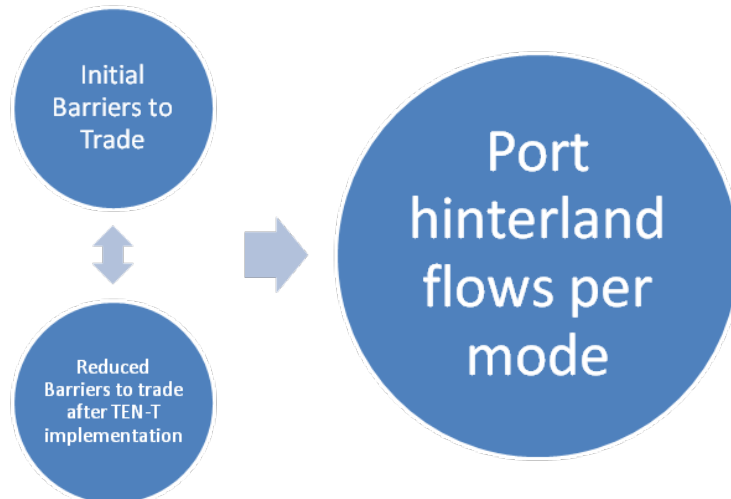 Initial
Barriers to
Trade
Reduced
Barriers to trade
after TEN-T
implementation
Port
hinterland
flows per
mode